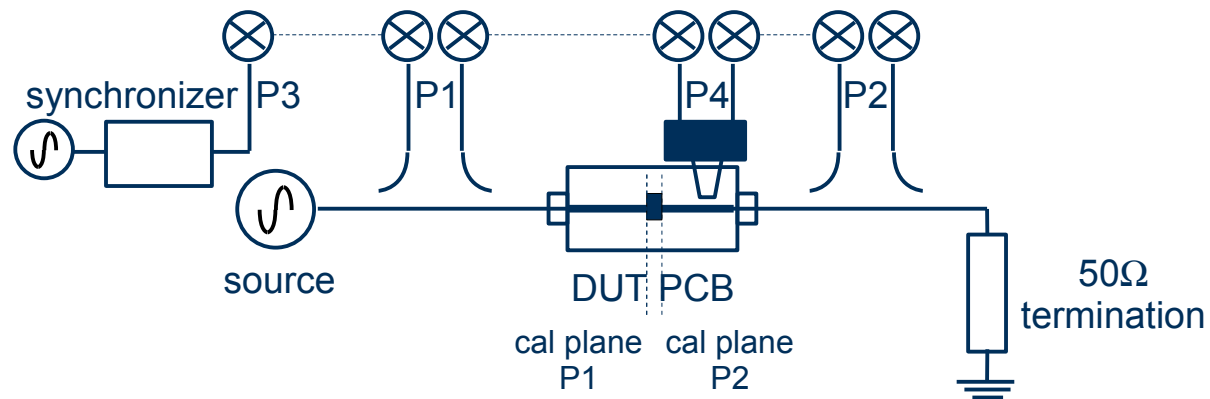 synchronizer
P3
P1
P4
P2
source
DUT PCB
cal plane
P1
cal plane
P2
50Ω
termination